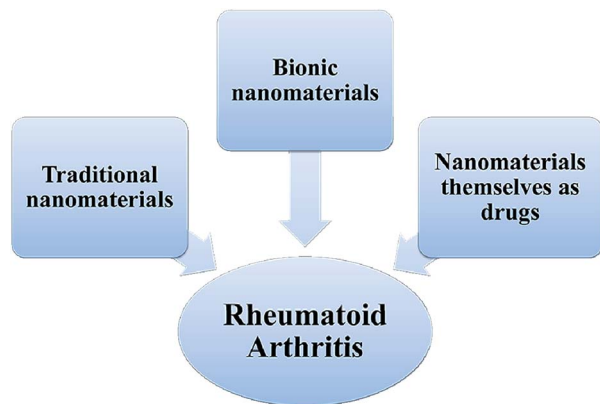 Bionic
nanomaterials
Traditional
nanomaterials
Nanomaterials
themselves as
drugs
Rheumatoid
Arthritis